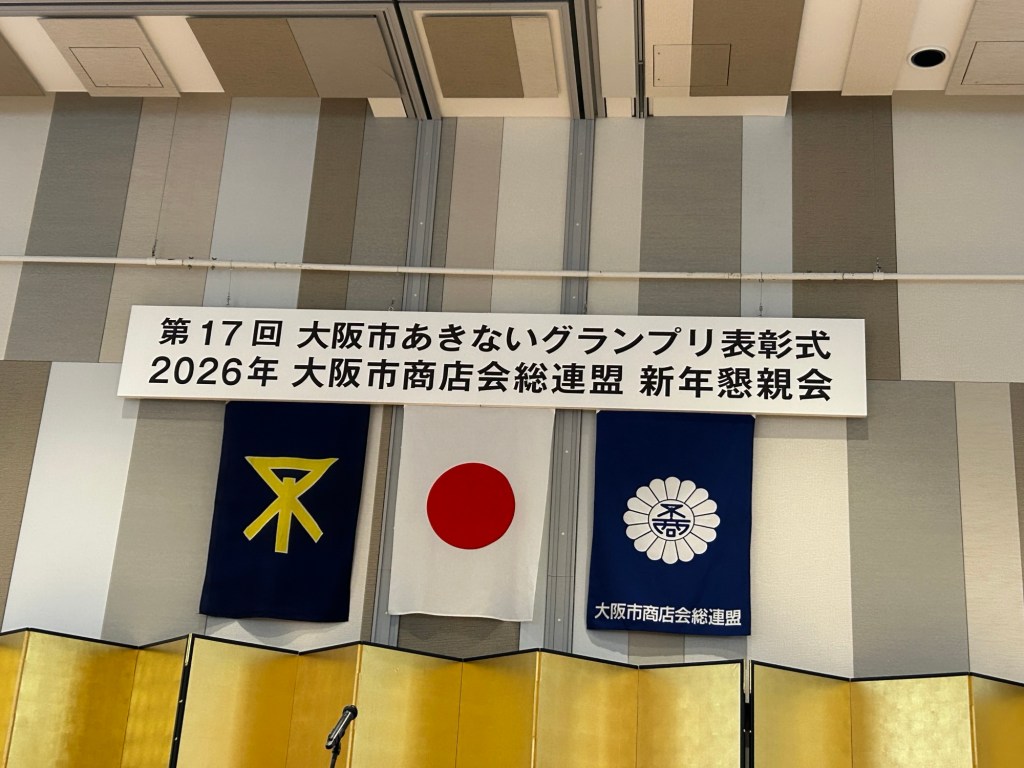 第17回 大阪市あきないグランプリ表彰式
2026年 大阪市商店会総連盟 新年懇親会
商
大阪市商店会総連盟